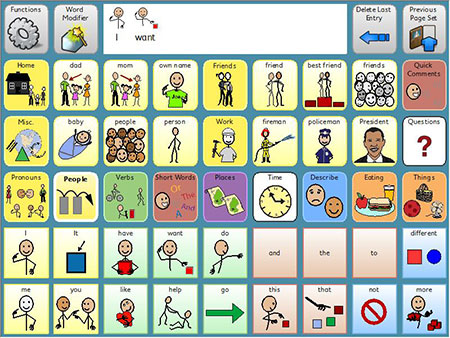 Functions Word Modifier I want Delete Last Entry Previous Page Set
Home dad mom own name Friends friend best friend friends Quick Comments
Misc. baby people person Work fireman policeman President Questions
?
Pronouns People Verbs Short Words Places Time Describe Eating Things
Of The And A
I It have want do and the to different
me you like help go this that not more